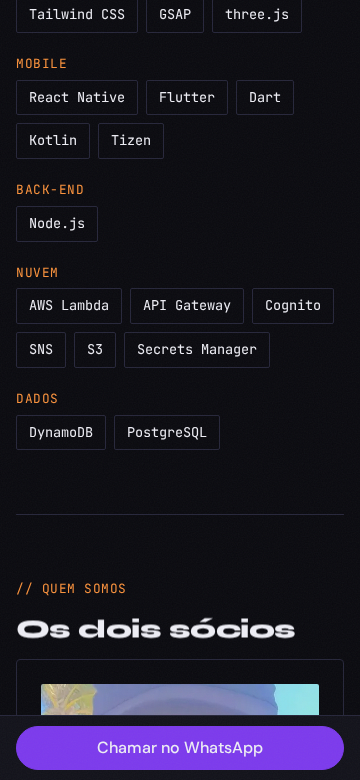 Tailwind CSS GSAP three.js
MOBILE
React Native Flutter Dart
Kotlin Tizen
BACK-END
Node.js
NUVEM
AWS Lambda API Gateway Cognito
SNS S3 Secrets Manager
DADOS
DynamoDB PostgreSQL
// QUEM SOMOS
Os dois sócios
Chamar no WhatsApp